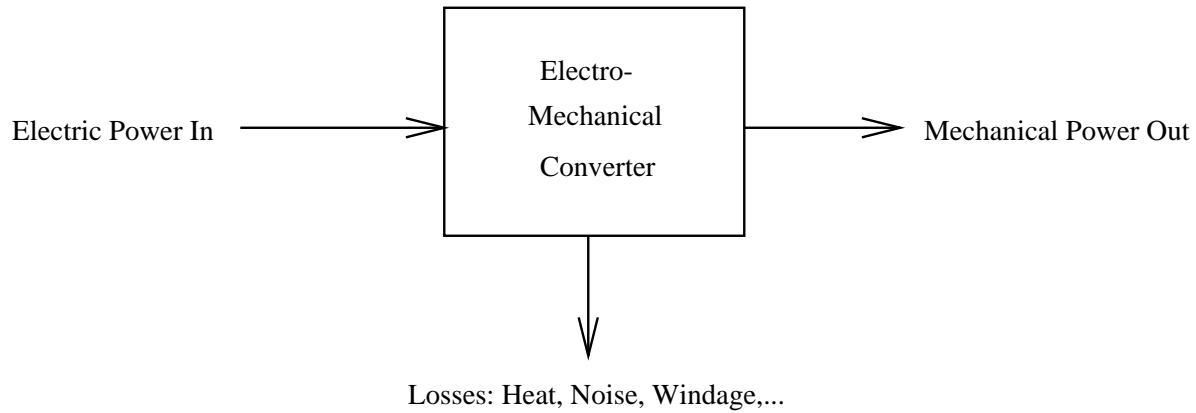 Electro-
Mechanical
Converter
Electric Power In
Mechanical Power Out
Losses: Heat, Noise, Windage,...